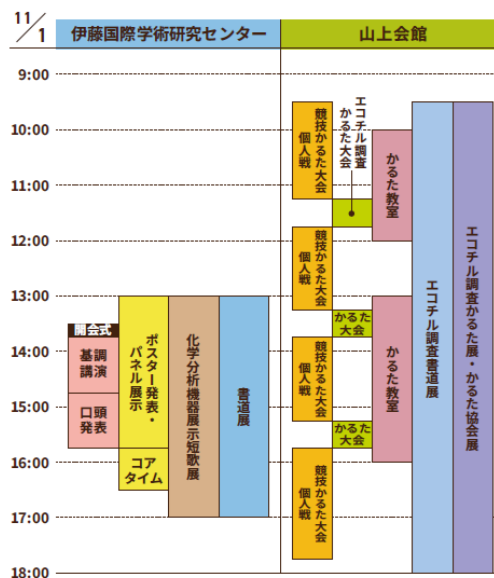 11/1
伊藤国際学術研究センター
山上会館
9:00
10:00
11:00
12:00
13:00
14:00
15:00
16:00
17:00
18:00
開会式
基調
講演
口頭
発表
ポスター発表・
パネル展示
コア
タイム
化学分析機器展示短歌展
書道展
競技かるた大会
個人戦
エコチル調査
かるた大会
競技かるた大会
個人戦
かるた
大会
競技かるた大会
個人戦
かるた
大会
競技かるた大会
個人戦
かるた教室
かるた教室
エコチル調査書道展
エコチル調査かるた展・かるた協会展